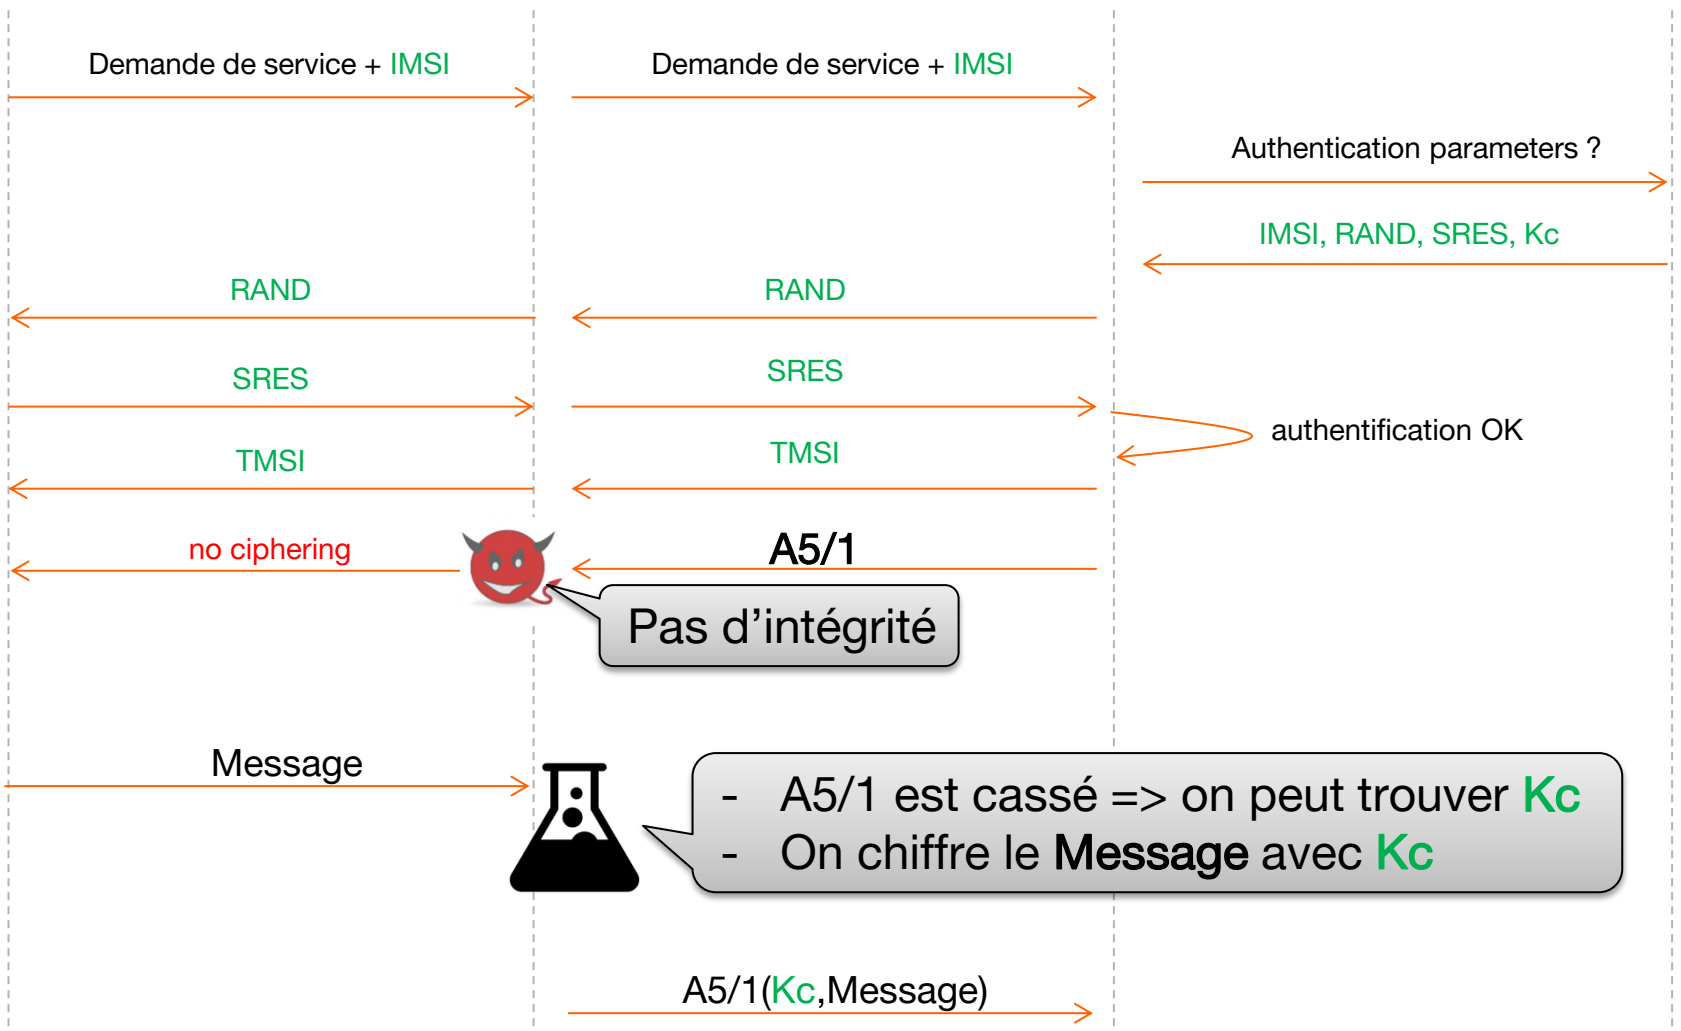 Demande de service + IMSI
Demande de service + IMSI
Authentication parameters ?
IMSI, RAND, SRES, Kc
RAND
RAND
SRES
SRES
authentification OK
TMSI
TMSI
no ciphering
A5/1
Pas d’intégrité
Message
- A5/1 est cassé => on peut trouver Kc
- On chiffre le Message avec Kc
A5/1(Kc,Message)